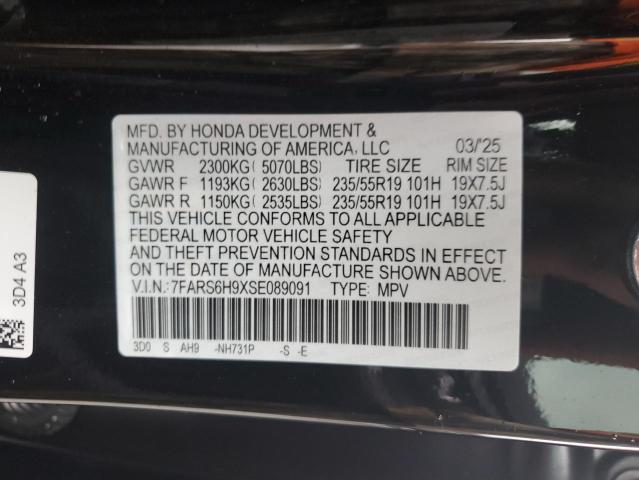 MFD. BY HONDA DEVELOPMENT &
MANUFACTURING OF AMERICA, LLC 03/'25
GVWR 2300KG( 5070LBS) TIRE SIZE RIM SIZE
GAWR F 1193KG( 2630LBS) 235/55R19 101H 19X7.5J
GAWR R 1150KG( 2535LBS) 235/55R19 101H 19X7.5J
THIS VEHICLE CONFORMS TO ALL APPLICABLE
FEDERAL MOTOR VEHICLE SAFETY
AND THEFT PREVENTION STANDARDS IN EFFECT
ON THE DATE OF MANUFACTURE SHOWN ABOVE.
V.I.N.:7FARS6H9XSE089091 TYPE: MPV
3D0 S AH9 -NH731P -S -E
3D4 A3